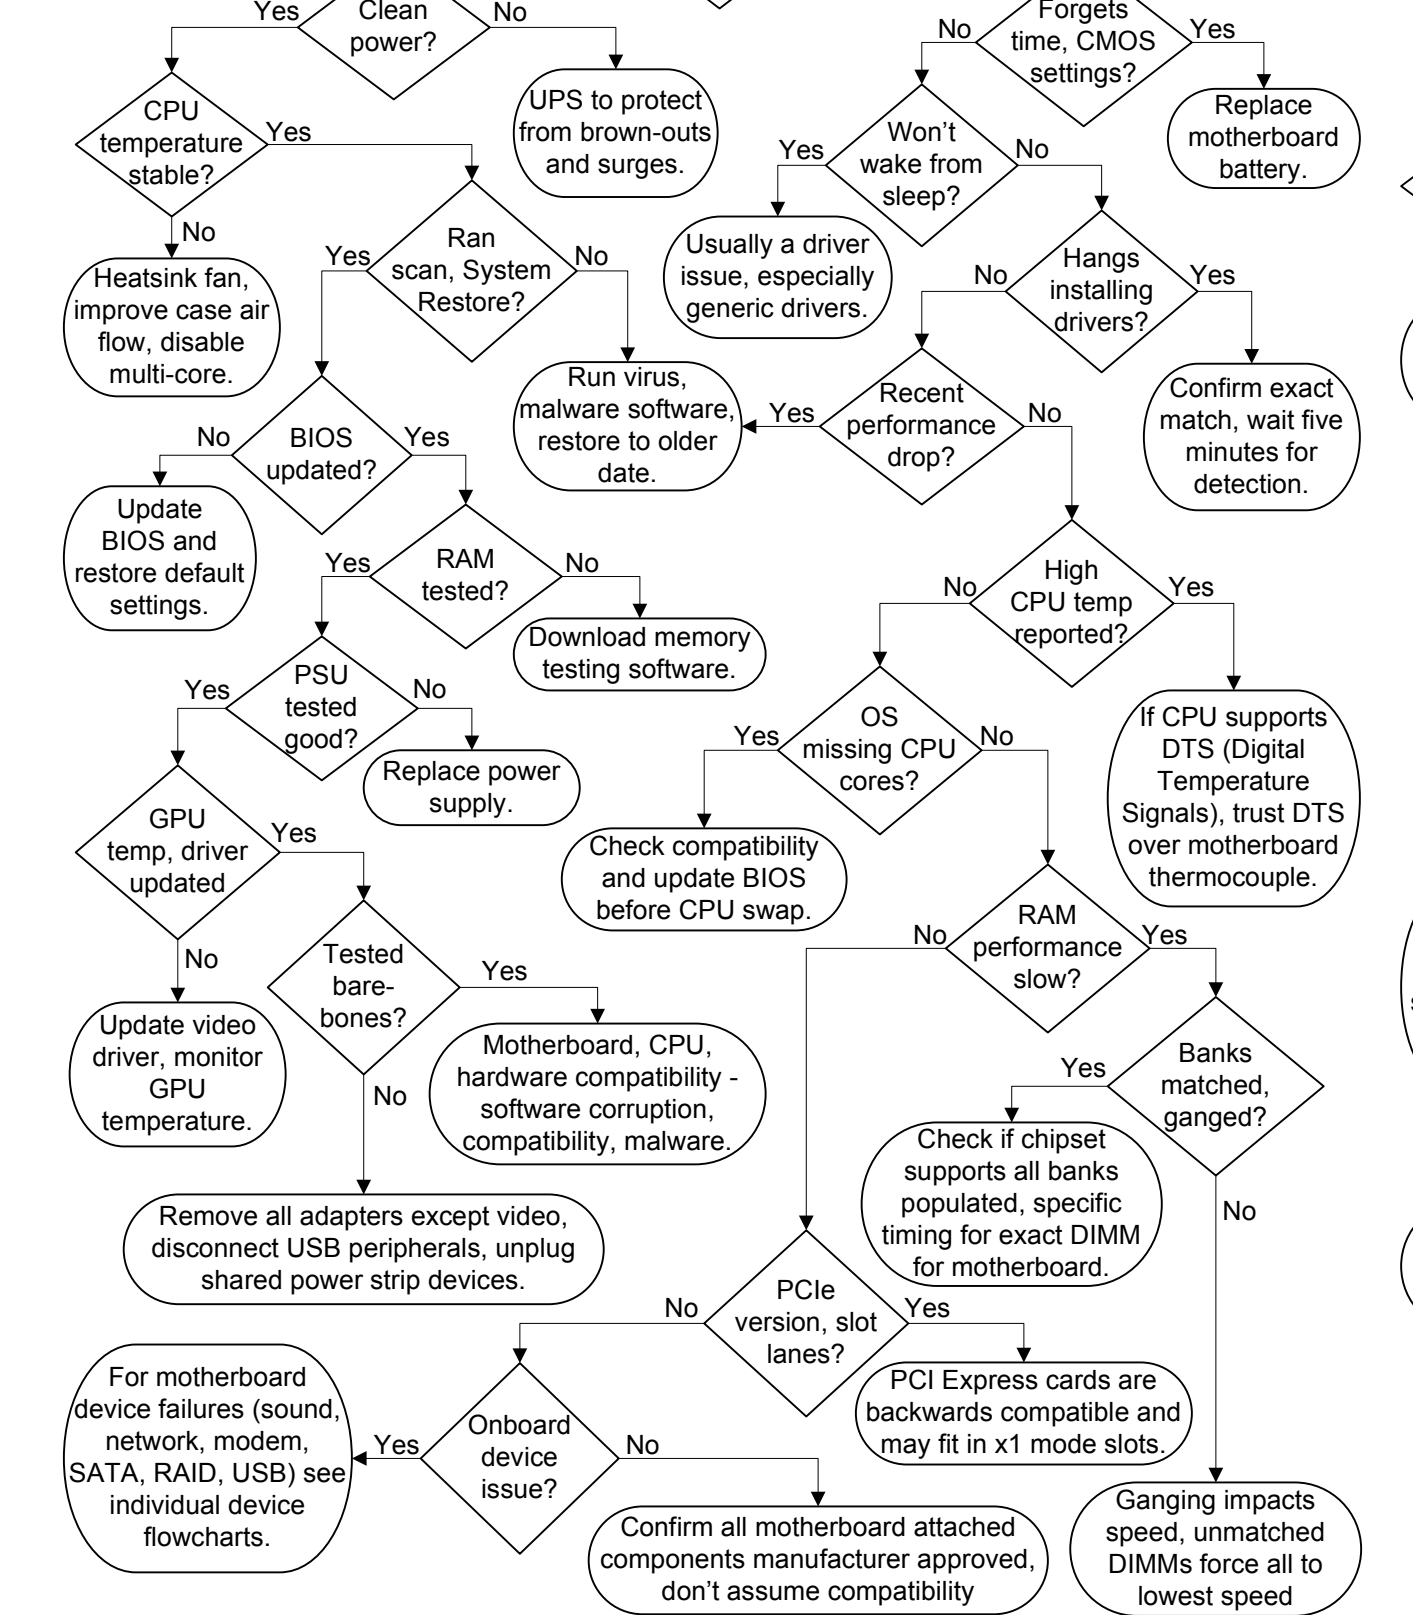 Yes
Clean
power?
No
UPS to protect
from brown-outs
and surges.
CPU
temperature
stable?
Yes
No
Heatsink fan,
improve case air
flow, disable
multi-core.
Ran
scan, System
Restore?
Yes
No
Run virus,
malware software,
restore to older
date.
BIOS
updated?
No
Yes
Update
BIOS and
restore default
settings.
RAM
tested?
Yes
No
Download memory
testing software.
PSU
tested
good?
Yes
No
Replace power
supply.
GPU
temp, driver
updated
Yes
No
Update video
driver, monitor
GPU
temperature.
Tested
bare-
bones?
Yes
No
Motherboard, CPU,
hardware compatibility -
software corruption,
compatibility, malware.
Remove all adapters except video,
disconnect USB peripherals, unplug
shared power strip devices.
Forgets
time, CMOS
settings?
No
Yes
Replace
motherboard
battery.
Won't
wake from
sleep?
Yes
No
Usually a driver
issue, especially
generic drivers.
Hangs
installing
drivers?
No
Yes
Confirm exact
match, wait five
minutes for
detection.
Recent
performance
drop?
Yes
No
High
CPU temp
reported?
No
Yes
If CPU supports
DTS (Digital
Temperature
Signals), trust DTS
over motherboard
thermocouple.
OS
missing CPU
cores?
Yes
No
Check compatibility
and update BIOS
before CPU swap.
RAM
performance
slow?
No
Yes
Banks
matched,
ganged?
Yes
No
Check if chipset
supports all banks
populated, specific
timing for exact DIMM
for motherboard.
Ganging impacts
speed, unmatched
DIMMs force all to
lowest speed
PCIe
version, slot
lanes?
No
Yes
PCI Express cards are
backwards compatible and
may fit in x1 mode slots.
Onboard
device
issue?
Yes
No
For motherboard
device failures (sound,
network, modem,
SATA, RAID, USB) see
individual device
flowcharts.
Confirm all motherboard attached
components manufacturer approved,
don't assume compatibility